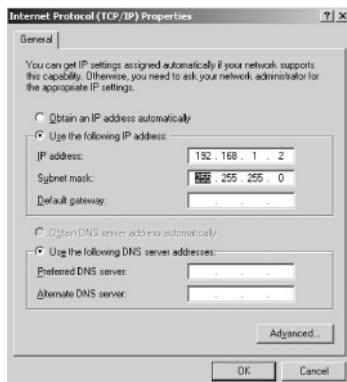 Internet Protocol (TCP/IP) Properties ? X
General
You can get IP settings assigned automatically if your network supports
this capability. Otherwise, you need to ask your network administrator for
the appropriate IP settings.
Obtain an IP address automatically
Use the following IP address:
IP address: 192 . 168 . 1 . 2
Subnet mask: 255 . 255 . 255 . 0
Default gateway: . . .
Obtain DNS server address automatically
Use the following DNS server addresses:
Preferred DNS server: . . .
Alternate DNS server: . . .
Advanced...
OK Cancel